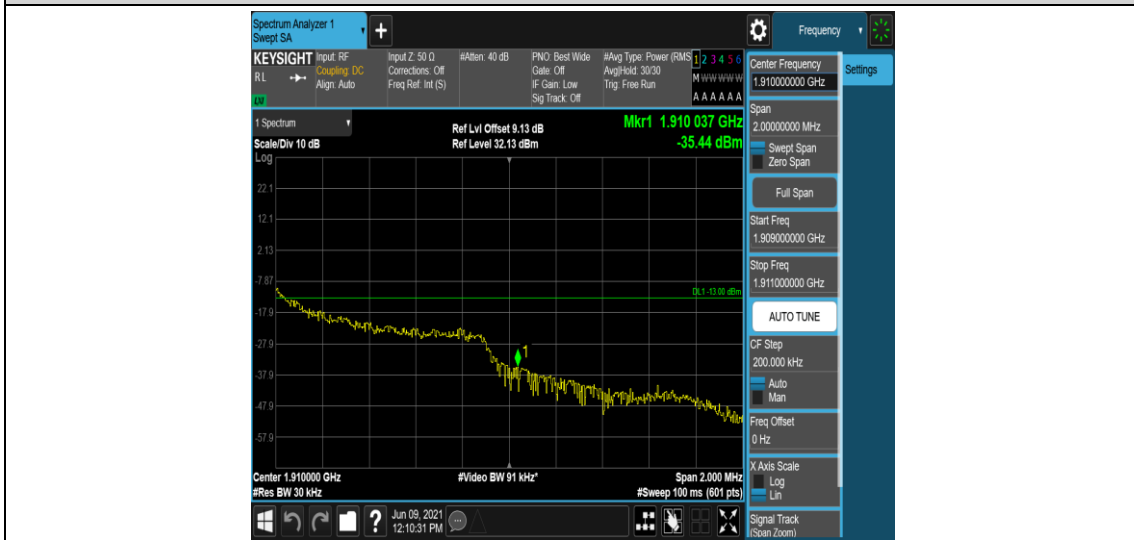 Spectrum Analyzer 1
Swept SA
+
Frequency
KEYSIGHT
RL
LXI
Input: RF
Coupling: DC
Align: Auto
Input Z: 50 Ω
Corrections: Off
Freq Ref: Int (S)
#Atten: 40 dB
PNO: Best Wide
Gate: Off
IF Gain: Low
Sig Track: Off
#Avg Type: Power (RMS
Avg|Hold: 30/30
Trig: Free Run
1 2 3 4 5 6
M W W W W W
A A A A A A
1 Spectrum
Scale/Div 10 dB
Ref Lvl Offset 9.13 dB
Ref Level 32.13 dBm
Mkr1 1.910 037 GHz
-35.44 dBm
Log
22.1
12.1
2.13
-7.87
DL1 -13.00 dBm
-17.9
-27.9
1
-37.9
-47.9
-57.9
Center 1.910000 GHz
#Res BW 30 kHz
#Video BW 91 kHz*
Span 2.000 MHz
#Sweep 100 ms (601 pts)
Center Frequency
1.910000000 GHz
Settings
Span
2.00000000 MHz
Swept Span
Zero Span
Full Span
Start Freq
1.909000000 GHz
Stop Freq
1.911000000 GHz
AUTO TUNE
CF Step
200.000 kHz
Auto
Man
Freq Offset
0 Hz
X Axis Scale
Log
Lin
Signal Track
(Span Zoom)
?
Jun 09, 2021
12:10:31 PM